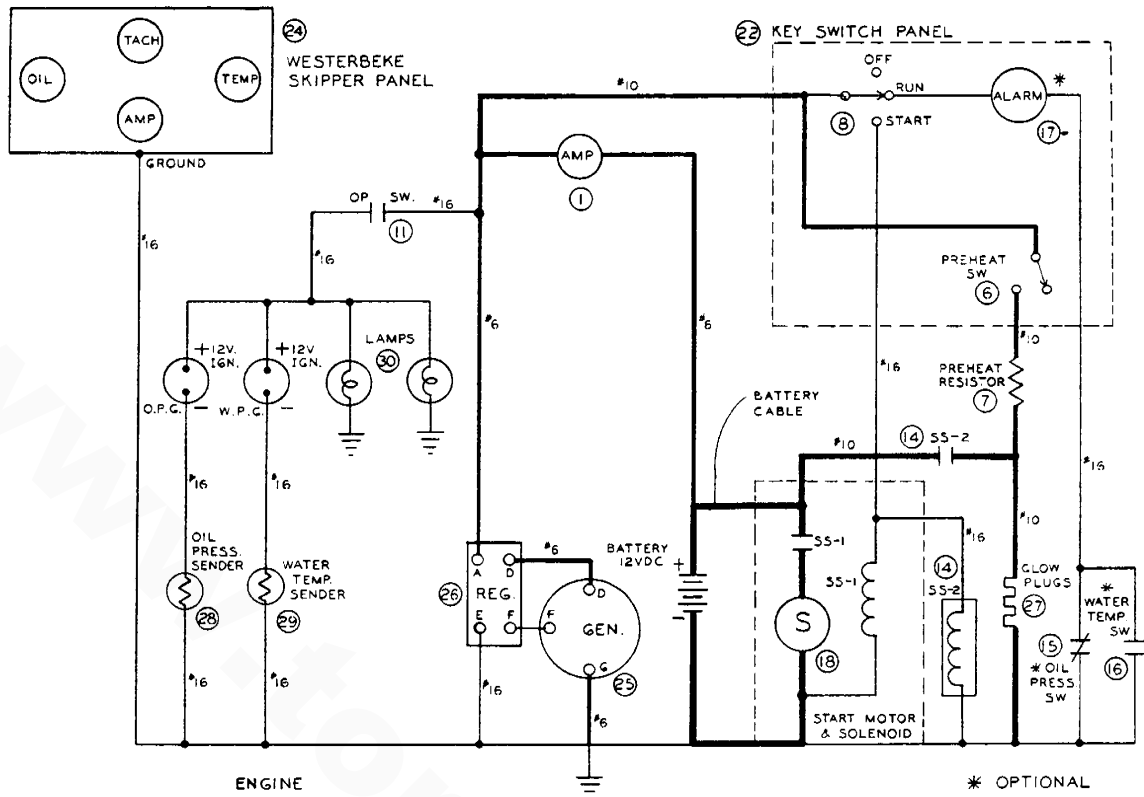 TACH
OIL
TEMP
AMP
24
WESTERBEKE
SKIPPER PANEL
GROUND
22 KEY SWITCH PANEL
OFF
RUN
START
8
ALARM
*
17
#10
AMP
1
OP SW.
11
#16
#16
#16
#6
#6
PREHEAT
SW
6
#10
PREHEAT
RESISTOR
7
#16
+12V.
IGN.
+12V
IGN.
LAMPS
30
O.P.G. -
W.P.G. -
BATTERY
CABLE
#10
14 SS-2
#16
#16
#16
#10
OIL
PRESS.
SENDER
28
WATER
TEMP.
SENDER
29
26
A
D
REG.
E
F
#6
D
F
GEN.
G
25
BATTERY +
12VDC
-
SS-1
SS-1
S
18
#16
14
SS-2
GLOW
PLUGS
27
*
WATER
TEMP.
SW
16
15
* OIL
PRESS
SW
#16
#16
#16
#6
START MOTOR
& SOLENOID
ENGINE
* OPTIONAL